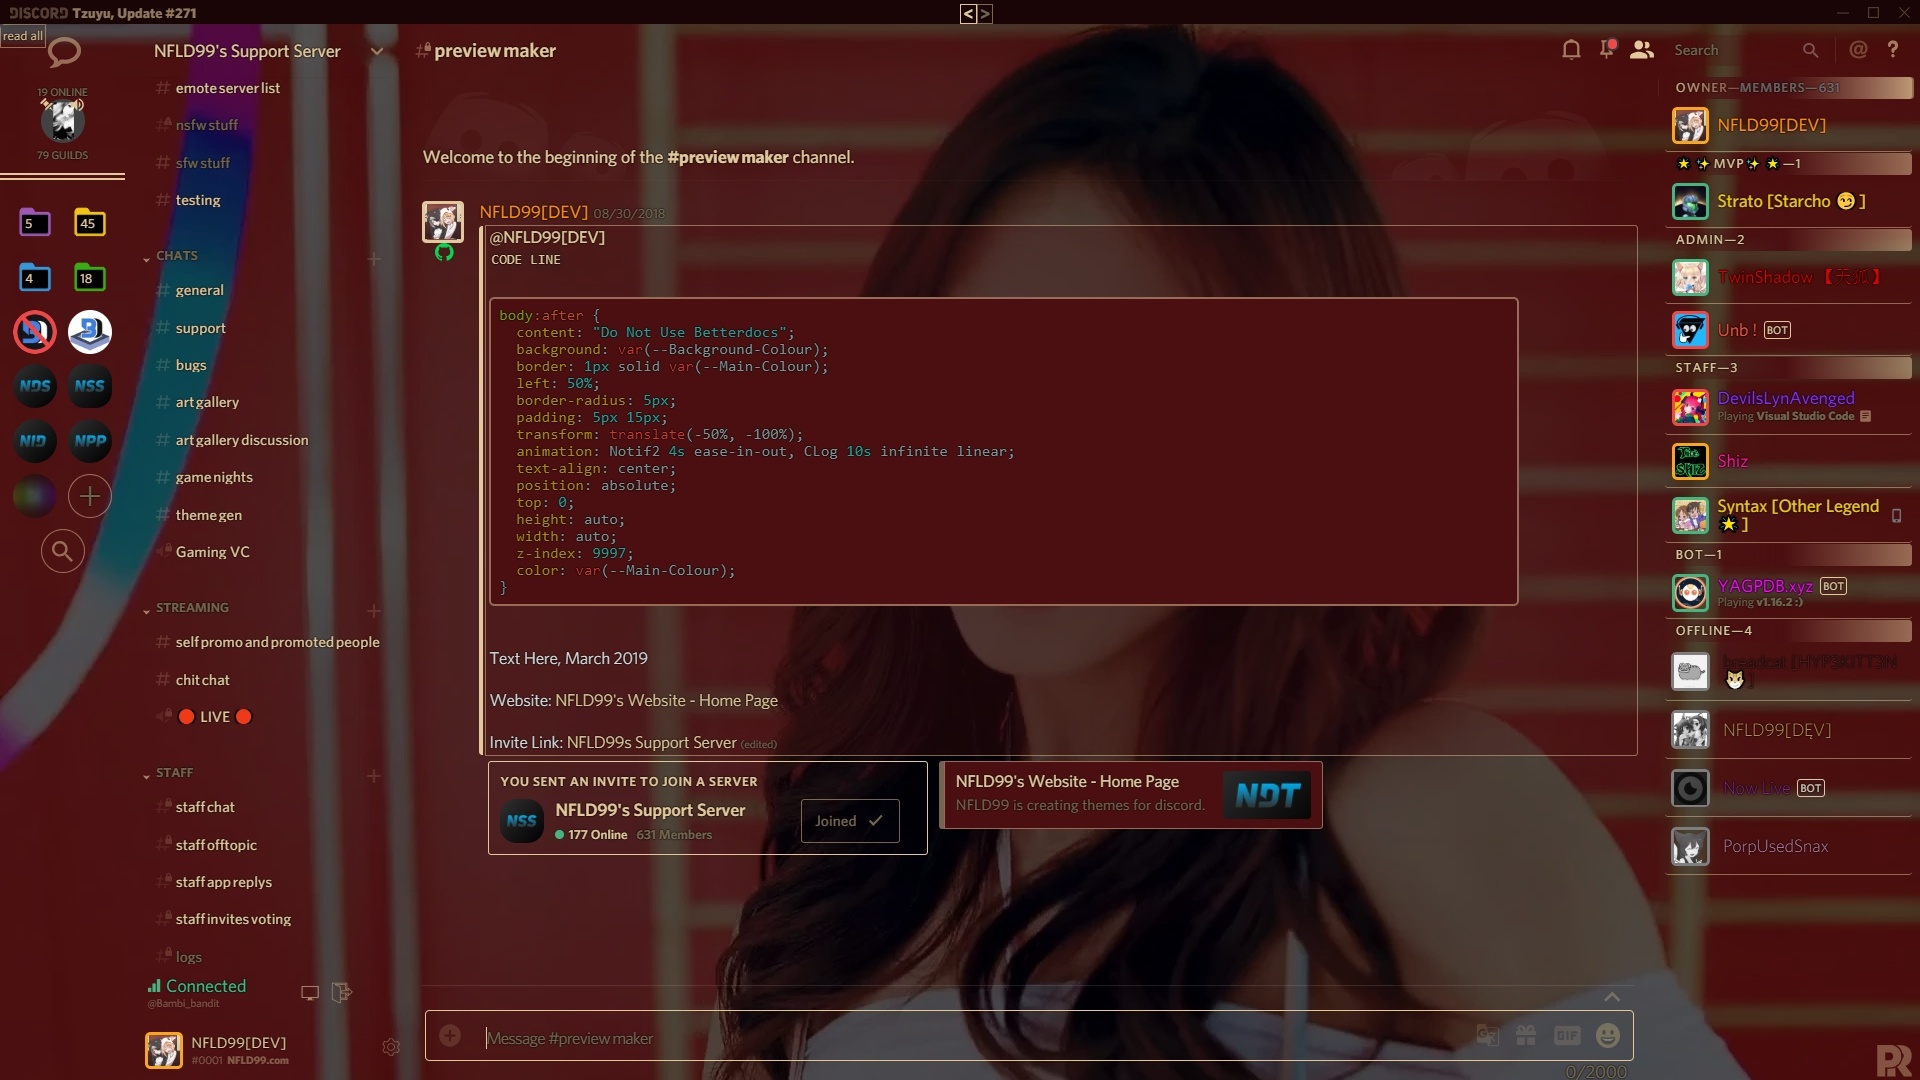 DISCORD Tzuyu, Update #271
<>
read all
19 ONLINE
79 GUILDS
5
45
4
18
NDS
NSS
NID
NPP
NFLD99's Support Server
# emote server list
nsfw stuff
sfw stuff
testing
CHATS
# general
# support
# bugs
# art gallery
# art gallery discussion
# game nights
# theme gen
Gaming VC
STREAMING
# self promo and promoted people
# chit chat
LIVE
STAFF
staff chat
staff offtopic
staff app replys
staff invites voting
logs
Connected
@Bambi_bandit
NFLD99[DEV]
#0001 NFLD99.com
# preview maker
Search
@ ?
Welcome to the beginning of the #preview maker channel.
NFLD99[DEV] 08/30/2018
@NFLD99[DEV]
CODE LINE
body:after {
content: "Do Not Use Betterdocs";
background: var(--Background-Colour);
border: 1px solid var(--Main-Colour);
left: 50%;
border-radius: 5px;
padding: 5px 15px;
transform: translate(-50%, -100%);
animation: Notif2 4s ease-in-out, CLog 10s infinite linear;
text-align: center;
position: absolute;
top: 0;
height: auto;
width: auto;
z-index: 9997;
color: var(--Main-Colour);
}
Text Here, March 2019
Website: NFLD99's Website - Home Page
Invite Link: NFLD99s Support Server (edited)
YOU SENT AN INVITE TO JOIN A SERVER
NSS
NFLD99's Support Server
177 Online 631 Members
Joined
NFLD99's Website - Home Page
NFLD99 is creating themes for discord.
NDT
Message #preview maker
GIF
0/2000
OWNER—MEMBERS—631
NFLD99[DEV]
MVP —1
Strato [Starcho 😏 ]
ADMIN—2
TwinShadow
Unb ! BOT
STAFF—3
DevilsLynAvenged
Playing Visual Studio Code
The SHIZ
Shiz
Syntax [Other Legend
]
BOT—1
YAGPDB.xyz BOT
Playing v1.16.2 :)
OFFLINE—4
NFLD99[DEV]
Now Live BOT
PorpUsedSnax